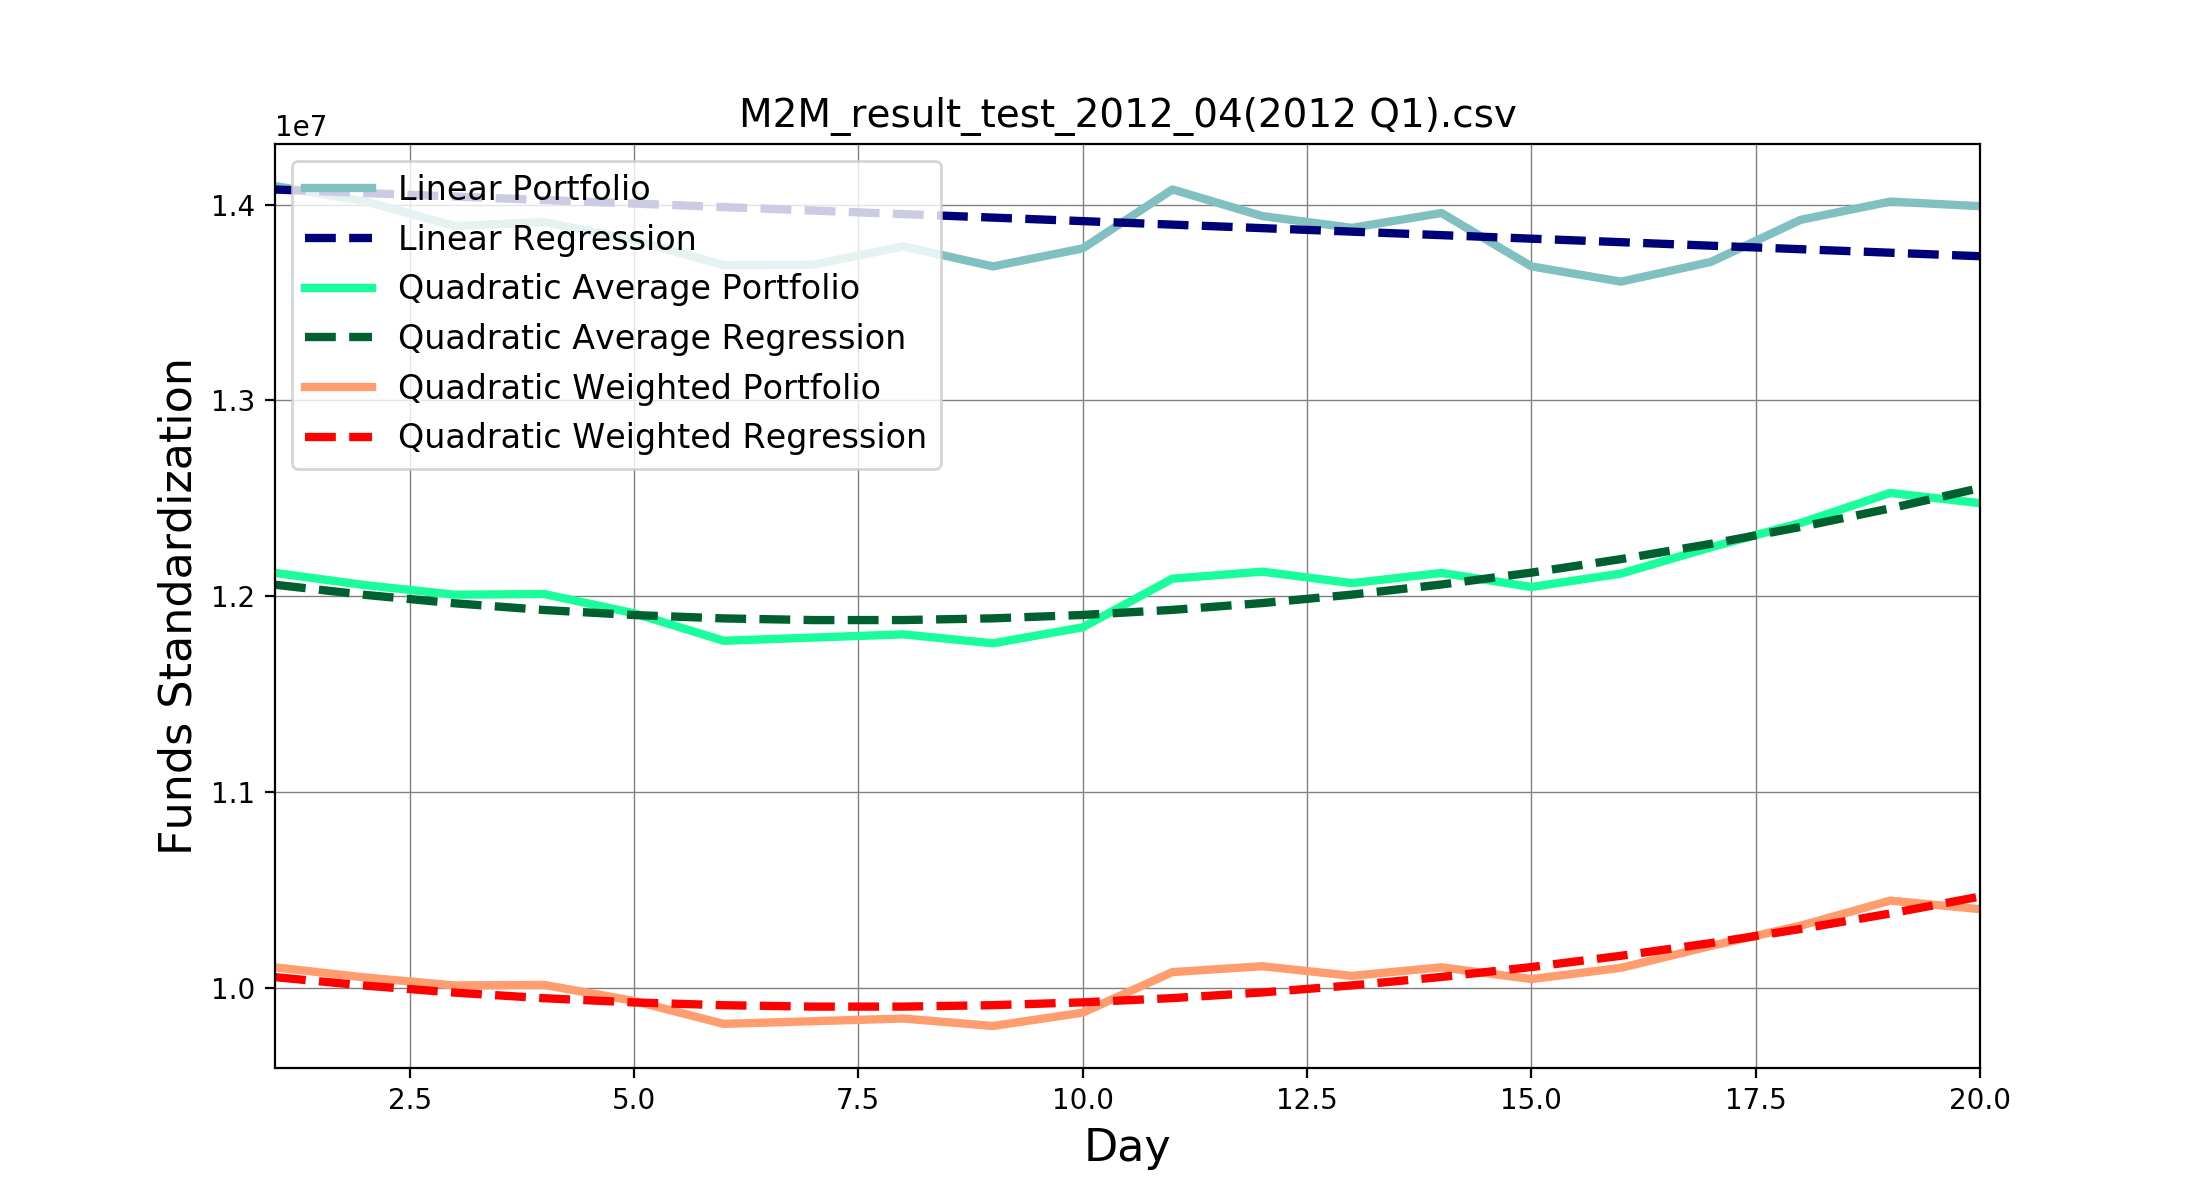 M2M_result_test_2012_04(2012 Q1).csv
1e7
Linear Portfolio
Linear Regression
Quadratic Average Portfolio
Quadratic Average Regression
Quadratic Weighted Portfolio
Quadratic Weighted Regression
1.4
1.3
1.2
1.1
1.0
Funds Standardization
2.5 5.0 7.5 10.0 12.5 15.0 17.5 20.0
Day